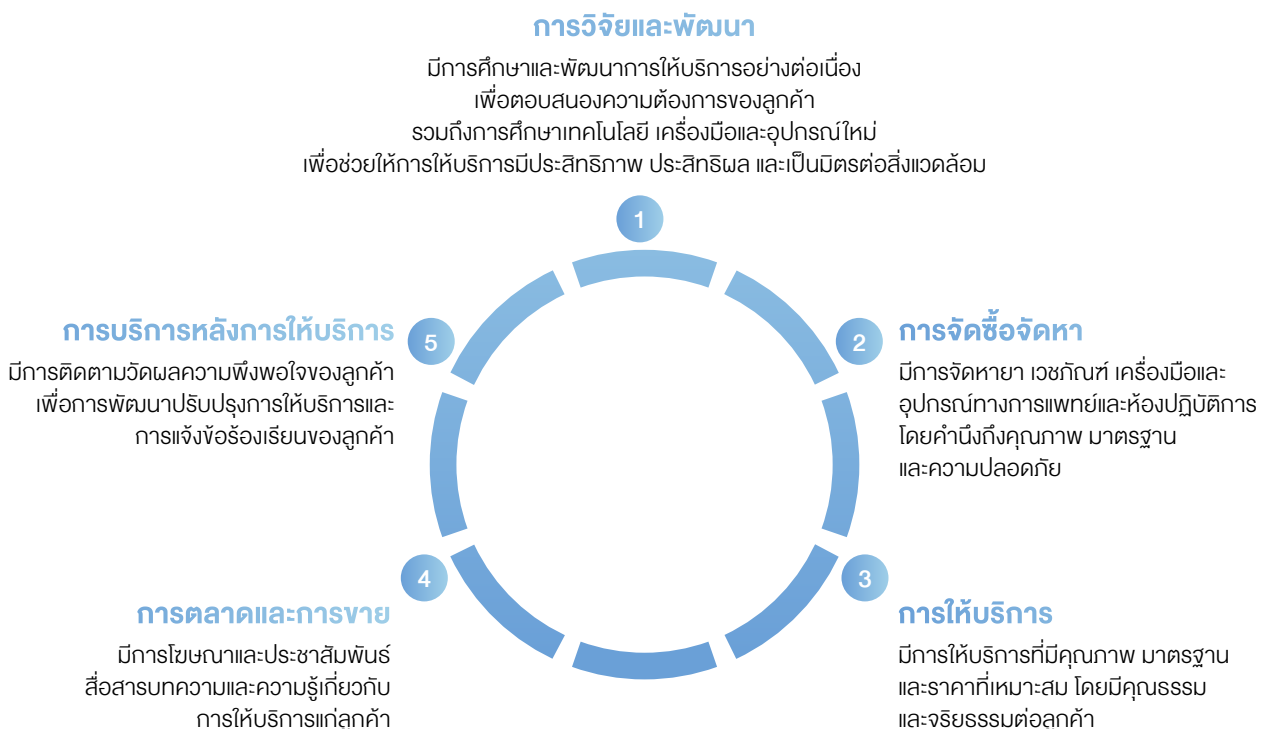 การวิจัยและพัฒนา
มีการศึกษาและพัฒนาการให้บริการอย่างต่อเนื่อง
เพื่อตอบสนองความต้องการของลูกค้า
รวมถึงการศึกษาเทคโนโลยี เครื่องมือและอุปกรณ์ใหม่
เพื่อช่วยให้การให้บริการมีประสิทธิภาพ ประสิทธิผล และเป็นมิตรต่อสิ่งแวดล้อม
1
2
การจัดซื้อจัดหา
มีการจัดหายา เวชภัณฑ์ เครื่องมือและ
อุปกรณ์ทางการแพทย์และห้องปฏิบัติการ
โดยคำนึงถึงคุณภาพ มาตรฐาน
และความปลอดภัย
3
การให้บริการ
มีการให้บริการที่มีคุณภาพ มาตรฐาน
และราคาที่เหมาะสม โดยมีคุณธรรม
และจริยธรรมต่อลูกค้า
4
การตลาดและการขาย
มีการโฆษณาและประชาสัมพันธ์
สื่อสารบทความและความรู้เกี่ยวกับ
การให้บริการแก่ลูกค้า
5
การบริการหลังการให้บริการ
มีการติดตามวัดผลความพึงพอใจของลูกค้า
เพื่อการพัฒนาปรับปรุงการให้บริการและ
การแจ้งข้อร้องเรียนของลูกค้า